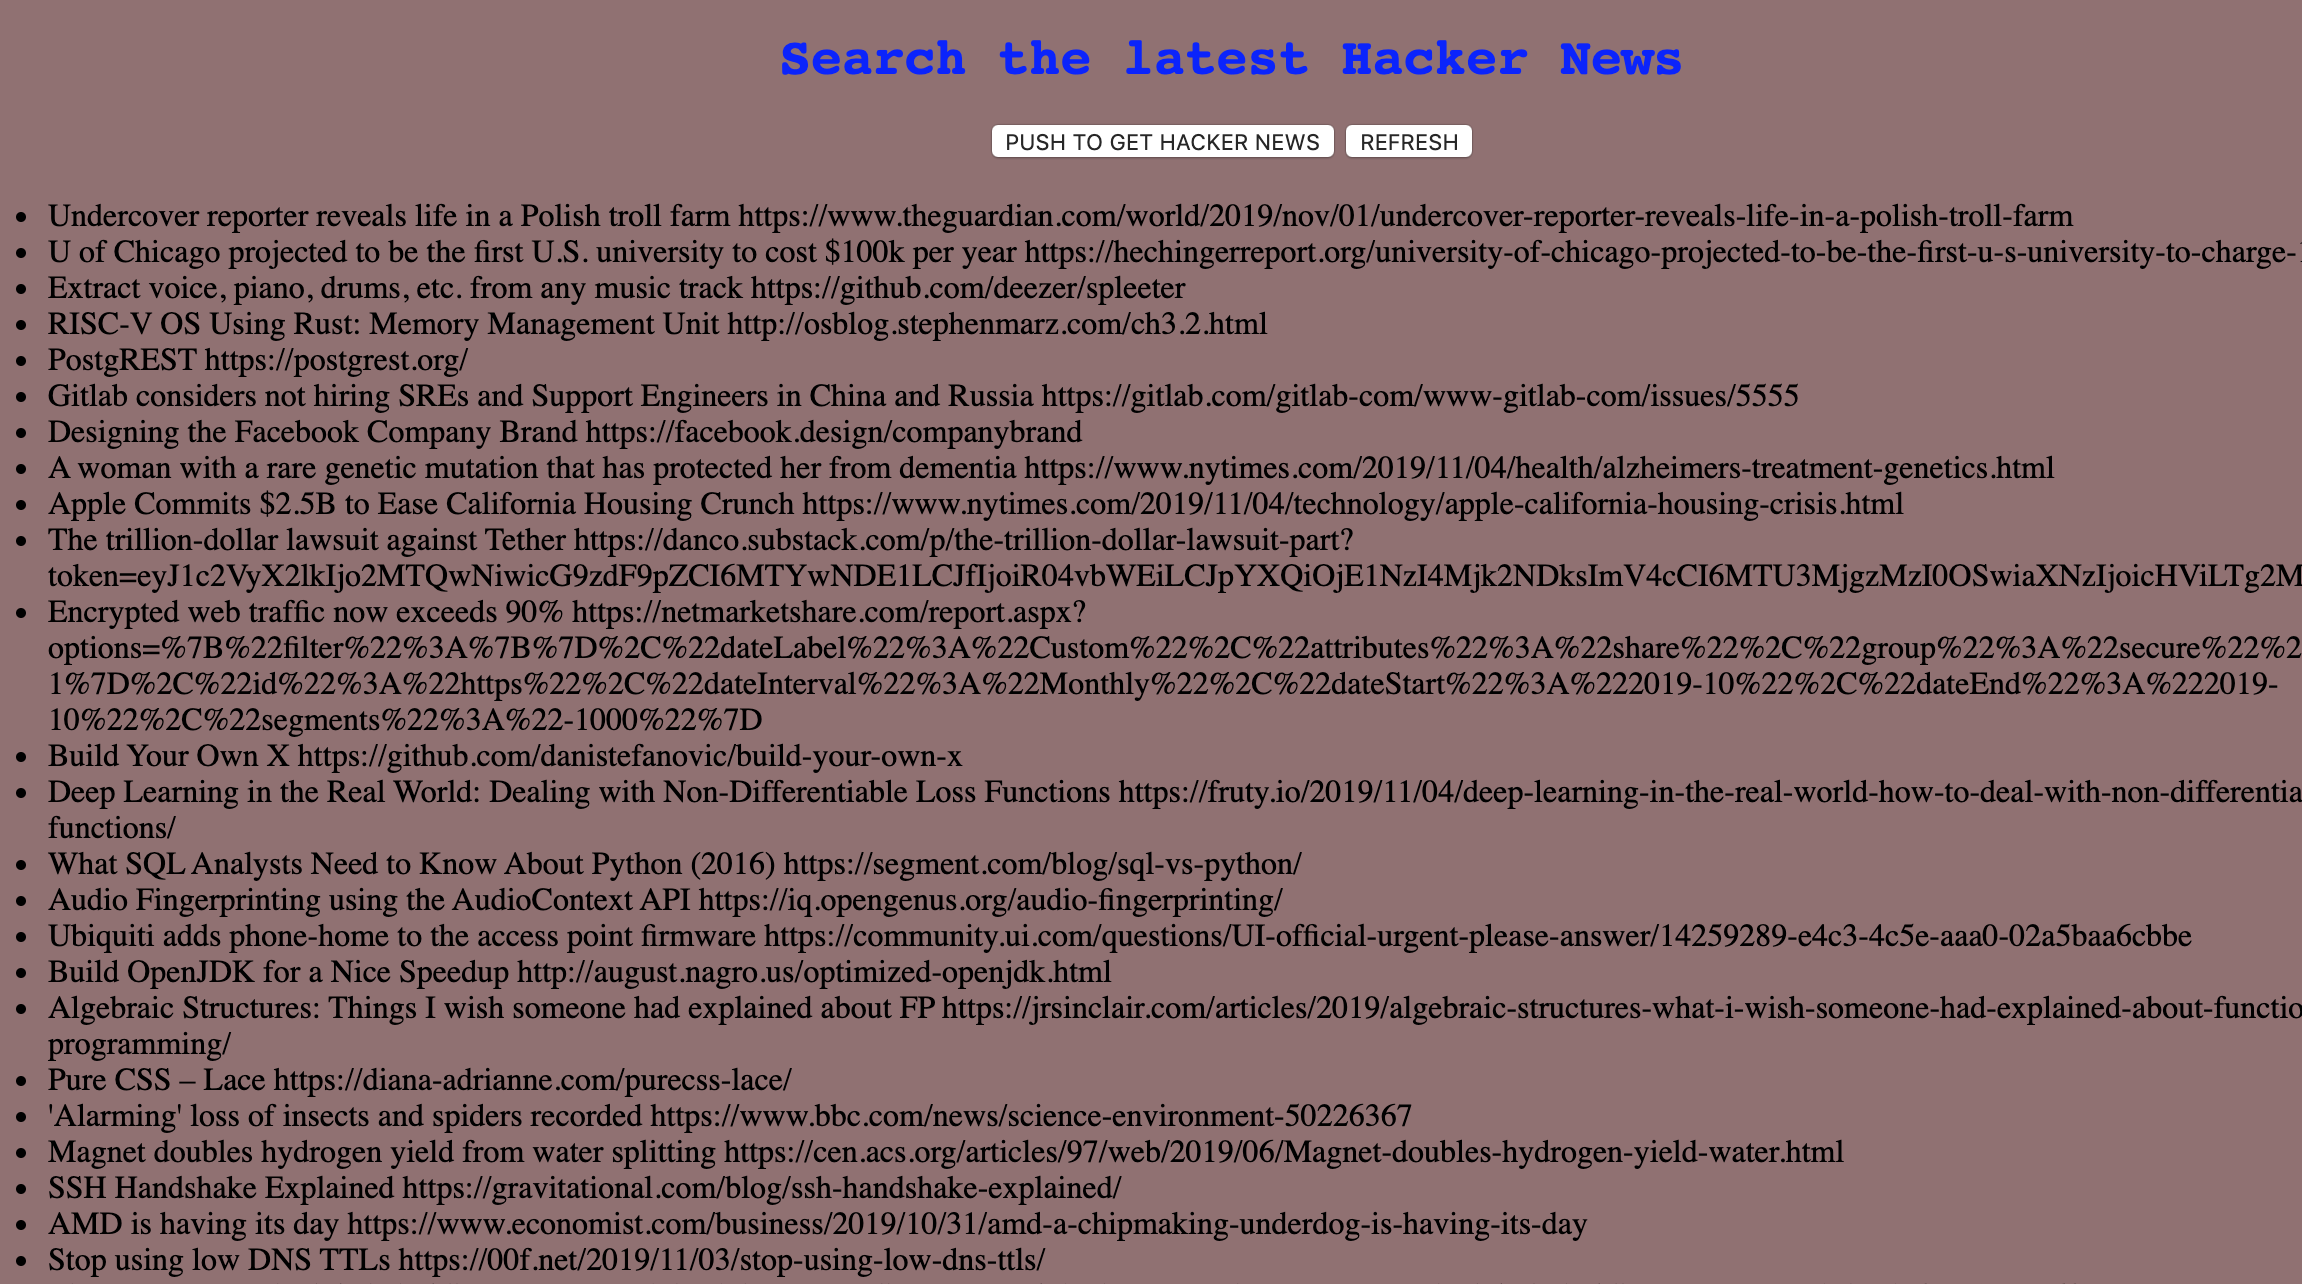 Search the latest Hacker News
PUSH TO GET HACKER NEWS REFRESH
• Undercover reporter reveals life in a Polish troll farm https://www.theguardian.com/world/2019/nov/01/undercover-reporter-reveals-life-in-a-polish-troll-farm
• U of Chicago projected to be the first U.S. university to cost $100k per year https://hechingerreport.org/university-of-chicago-projected-to-be-the-first-u-s-university-to-charge-
• Extract voice, piano, drums, etc. from any music track https://github.com/deezer/spleeter
• RISC-V OS Using Rust: Memory Management Unit http://osblog.stephenmarz.com/ch3.2.html
• PostgREST https://postgrest.org/
• Gitlab considers not hiring SREs and Support Engineers in China and Russia https://gitlab.com/gitlab-com/www-gitlab-com/issues/5555
• Designing the Facebook Company Brand https://facebook.design/companybrand
• A woman with a rare genetic mutation that has protected her from dementia https://www.nytimes.com/2019/11/04/health/alzheimers-treatment-genetics.html
• Apple Commits $2.5B to Ease California Housing Crunch https://www.nytimes.com/2019/11/04/technology/apple-california-housing-crisis.html
• The trillion-dollar lawsuit against Tether https://danco.substack.com/p/the-trillion-dollar-lawsuit-part?
token=eyJ1c2VyX2lkIjo2MTQwNiwicG9zdF9pZCI6MTYwNDE1LCJfIjoiR04vbWEiLCJpYXQiOjE1NzI4Mjk2NDksImV4cCI6MTU3MjgzMzI0OSwiaXNzIjoicHViLTg2M
• Encrypted web traffic now exceeds 90% https://netmarketshare.com/report.aspx?
options=%7B%22filter%22%3A%7B%7D%2C%22dateLabel%22%3A%22Custom%22%2C%22attributes%22%3A%22share%22%2C%22group%22%3A%22secure%22%2
1%7D%2C%22id%22%3A%22https%22%2C%22dateInterval%22%3A%22Monthly%22%2C%22dateStart%22%3A%222019-10%22%2C%22dateEnd%22%3A%222019-
10%22%2C%22segments%22%3A%22-1000%22%7D
• Build Your Own X https://github.com/danistefanovic/build-your-own-x
• Deep Learning in the Real World: Dealing with Non-Differentiable Loss Functions https://fruty.io/2019/11/04/deep-learning-in-the-real-world-how-to-deal-with-non-differentia
functions/
• What SQL Analysts Need to Know About Python (2016) https://segment.com/blog/sql-vs-python/
• Audio Fingerprinting using the AudioContext API https://iq.opengenus.org/audio-fingerprinting/
• Ubiquiti adds phone-home to the access point firmware https://community.ui.com/questions/UI-official-urgent-please-answer/14259289-e4c3-4c5e-aaa0-02a5baa6cbbe
• Build OpenJDK for a Nice Speedup http://august.nagro.us/optimized-openjdk.html
• Algebraic Structures: Things I wish someone had explained about FP https://jrsinclair.com/articles/2019/algebraic-structures-what-i-wish-someone-had-explained-about-functio
programming/
• Pure CSS – Lace https://diana-adrianne.com/purecss-lace/
• 'Alarming' loss of insects and spiders recorded https://www.bbc.com/news/science-environment-50226367
• Magnet doubles hydrogen yield from water splitting https://cen.acs.org/articles/97/web/2019/06/Magnet-doubles-hydrogen-yield-water.html
• SSH Handshake Explained https://gravitational.com/blog/ssh-handshake-explained/
• AMD is having its day https://www.economist.com/business/2019/10/31/amd-a-chipmaking-underdog-is-having-its-day
• Stop using low DNS TTLs https://00f.net/2019/11/03/stop-using-low-dns-ttls/